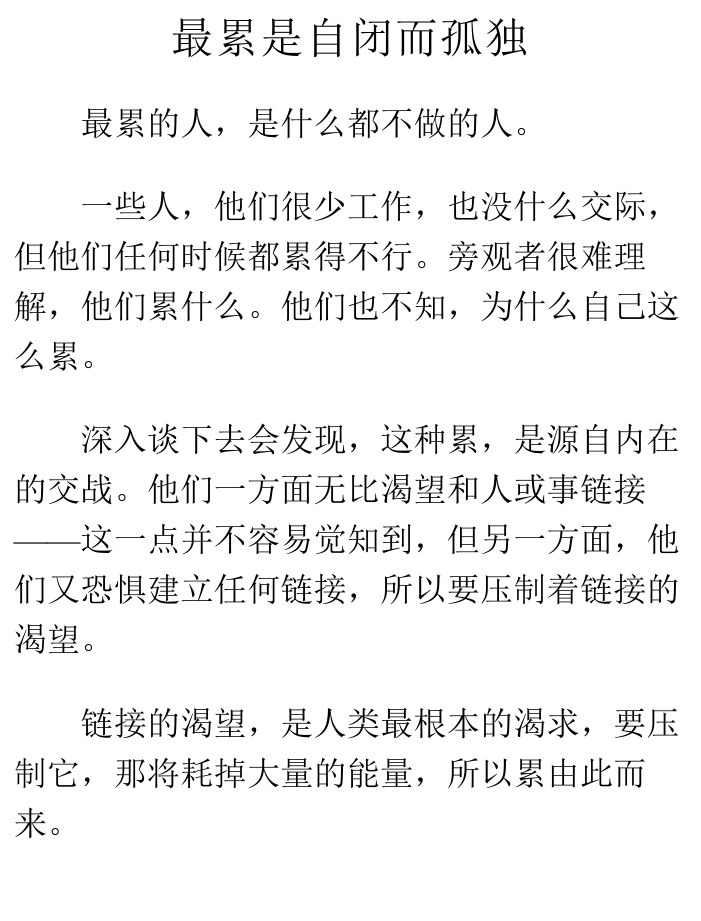 最累是自闭而孤独
最累的人，是什么都不做的人。
一些人，他们很少工作，也没什么交际，
但他们任何时候都累得不行。旁观者很难理
解，他们累什么。他们也不知，为什么自己这
么累。
深入谈下去会发现，这种累，是源自内在
的交战。他们一方面无比渴望和人或事链接
——这一点并不容易觉知到，但另一方面，他
们又恐惧建立任何链接，所以要压制着链接的
渴望。
链接的渴望，是人类最根本的渴求，要压
制它，那将耗掉大量的能量，所以累由此而
来。